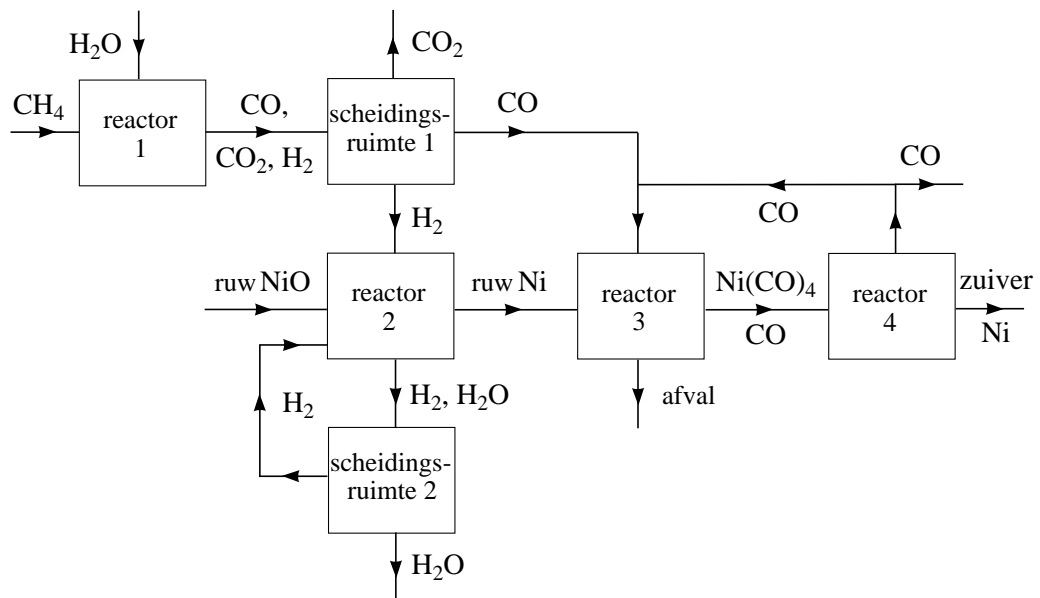 H₂O
CH₄
reactor
1
CO,
CO₂, H₂
CO₂
scheidings-
ruimte 1
CO
CO
CO
H₂
ruw NiO
reactor
2
ruw Ni
reactor
3
Ni(CO)₄
CO
reactor
4
zuiver
Ni
H₂
H₂, H₂O
afval
scheidings-
ruimte 2
H₂O